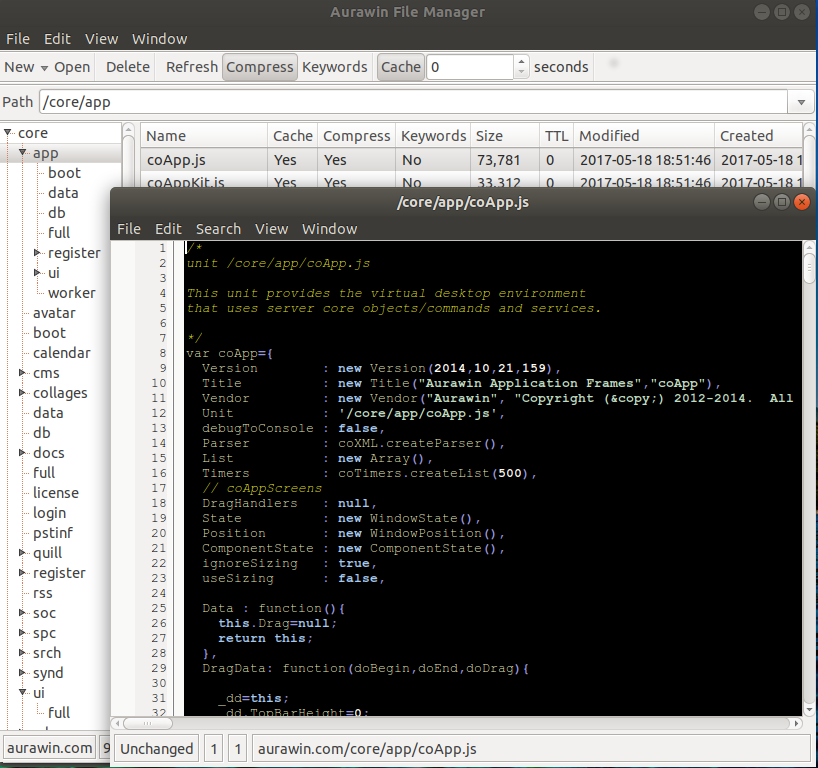 Aurawin File Manager
File Edit View Window
New Open Delete Refresh Compress Keywords Cache 0 seconds
Path /core/app
core
app
boot
data
db
full
register
ui
worker
avatar
boot
calendar
cms
collages
data
db
docs
full
license
login
pstinf
quill
register
rss
soc
spc
srch
synd
ui
full
aurawin.com 9
Name Cache Compress Keywords Size TTL Modified Created
coApp.js Yes Yes No 73,781 0 2017-05-18 18:51:46 2017-05-18 1
coAppKit.js Yes Yes No 33,312 0 2017-05-18 18:51:46 2017-05-18 1
/core/app/coApp.js
File Edit Search View Window
1 /*
2 unit /core/app/coApp.js
3
4 This unit provides the virtual desktop environment
5 that uses server core objects/commands and services.
6
7 */
8 var coApp={
9 Version : new Version(2014,10,21,159),
10 Title : new Title("Aurawin Application Frames","coApp"),
11 Vendor : new Vendor("Aurawin", "Copyright (&copy;) 2012-2014. All
12 Unit : '/core/app/coApp.js',
13 debugToConsole : false,
14 Parser : coXML.createParser(),
15 List : new Array(),
16 Timers : coTimers.createList(500),
17 // coAppScreens
18 DragHandlers : null,
19 State : new WindowState(),
20 Position : new WindowPosition(),
21 ComponentState : new ComponentState(),
22 ignoreSizing : true,
23 useSizing : false,
24
25 Data : function(){
26 this.Drag=null;
27 return this;
28 },
29 DragData: function(doBegin,doEnd,doDrag){
30
31 _dd=this;
32 _dd.TopBarHeight=0;
Unchanged 1 1 aurawin.com/core/app/coApp.js